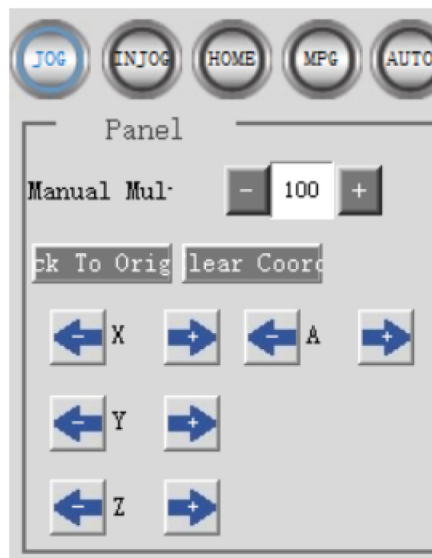 JOG INJOG HOME MPG AUTO
Panel
Manual Mul-
- 100 +
ck To Orig lear Coord
- X + - A +
- Y +
- Z +